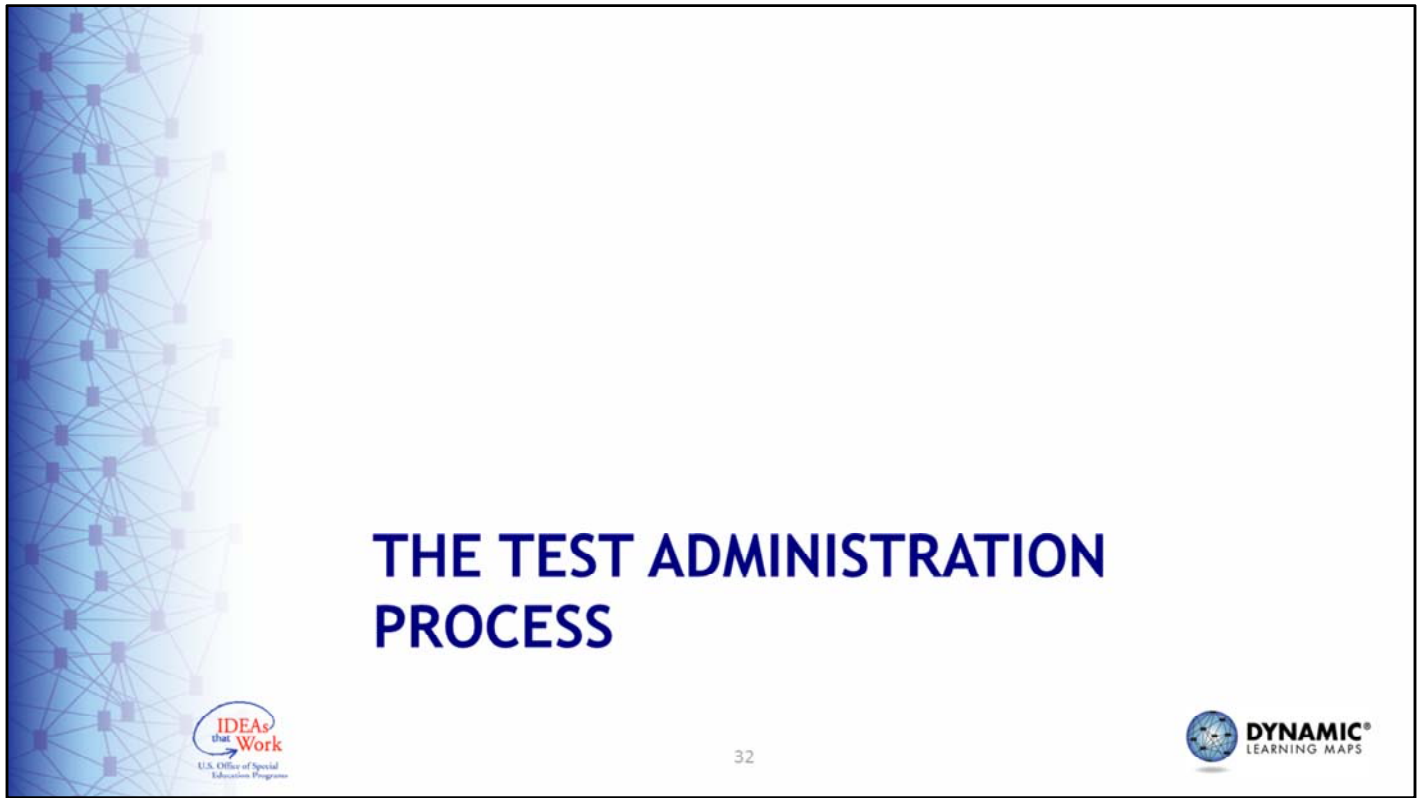 THE TEST ADMINISTRATION
PROCESS
IDEAs
that Work
U.S. Office of Special
Education Programs
32
DYNAMIC®
LEARNING MAPS